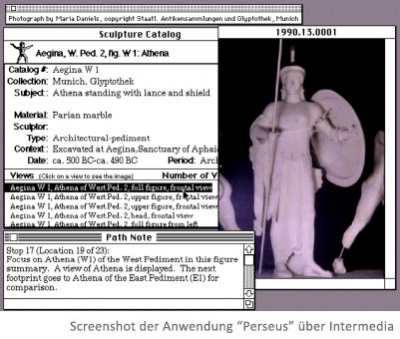 Photograph by Maria Daniels, copyright Staatl. Antikensammlungen und Glyptothek, Munich
Sculpture Catalog
Aegina, W. Ped. 2, fig. W 1: Athena
Catalog #: Aegina W 1
Collection: Munich, Glyptothek
Subject: Athena standing with lance and shield
Material: Parian marble
Sculptor:
Type: Architectural-pediment
Context: Excavated at Aegina, Sanctuary of Aphai
Date: ca. 500 BC-ca. 490 BC Period: Arc
Views (Click on a view to see the image) Number of V
Aegina W 1, Athena of West Ped. 2, full figure, frontal view
Aegina W 1, Athena of West Ped. 2, upper figure, frontal view
Aegina W 1, Athena of West Ped. 2, upper figure, frontal view
Aegina W 1, Athena of West Ped. 2, head, frontal view
Aegina W 1, Athena of West Ped. 2, full figure from left
1990.13.0001
Path Note
Stop 17 (Location 19 of 23):
Focus on Athena (W1) of the West Pediment in this figure
summary. A view of Athena is displayed. The next
footprint goes to Athena of the East Pediment (E1) for
comparison.
Screenshot der Anwendung “Perseus” über Intermedia